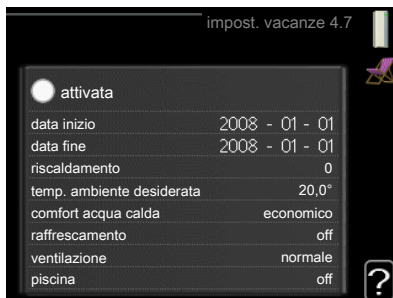 impost. vacanze 4.7
attivata
data inizio 2008 - 01 - 01
data fine 2008 - 01 - 01
riscaldamento 0
temp. ambiente desiderata 20,0°
comfort acqua calda economico
raffrescamento off
ventilazione normale
piscina off
?